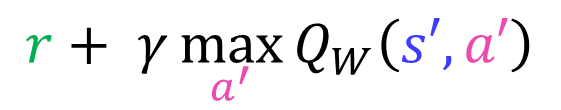 r + γ max Q_W(s′, a′)
a′